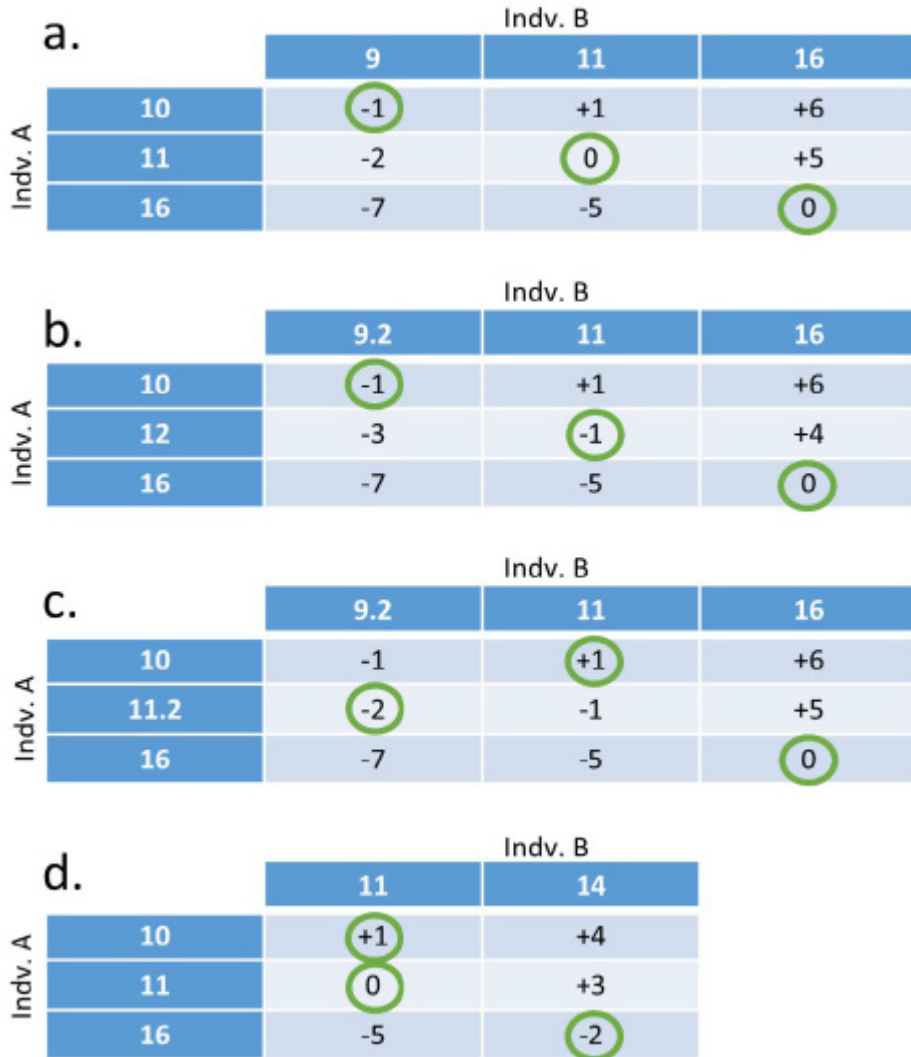 a.
Indv. B
9 11 16
Indv. A
10 -1 +1 +6
11 -2 0 +5
16 -7 -5 0
b.
Indv. B
9.2 11 16
Indv. A
10 -1 +1 +6
12 -3 -1 +4
16 -7 -5 0
c.
Indv. B
9.2 11 16
Indv. A
10 -1 +1 +6
11.2 -2 -1 +5
16 -7 -5 0
d.
Indv. B
11 14
Indv. A
10 +1 +4
11 0 +3
16 -5 -2